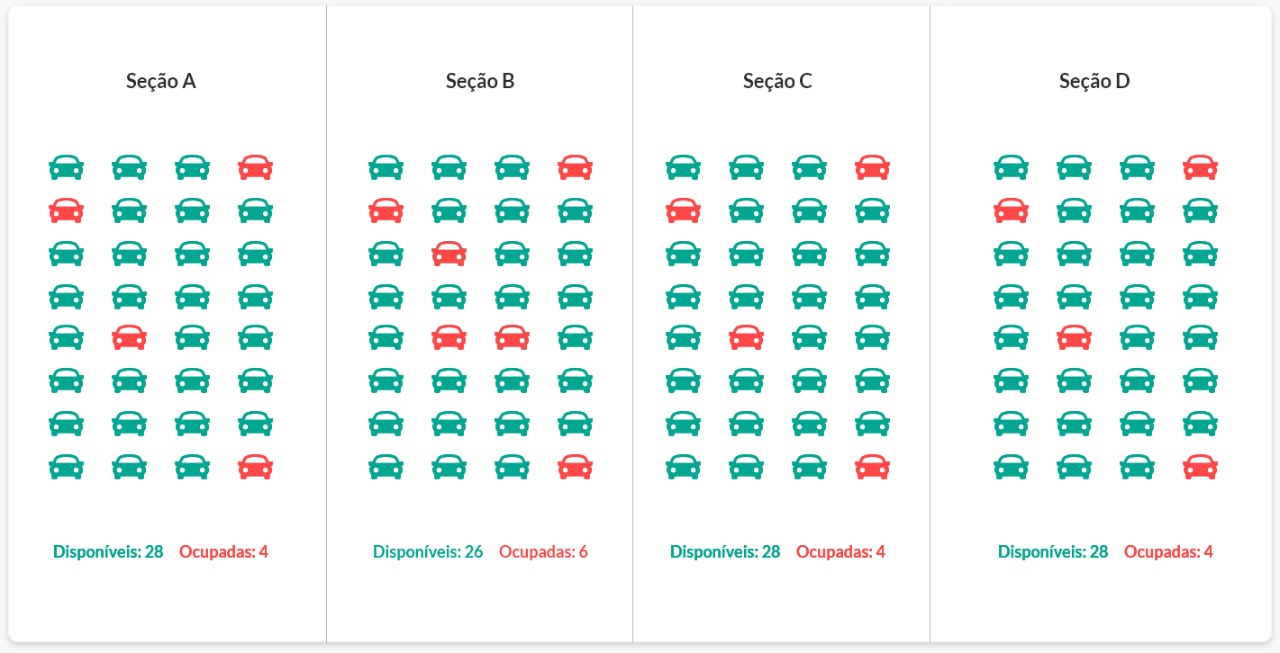 Seção A
Seção B
Seção C
Seção D
Disponíveis: 28 Ocupadas: 4
Disponíveis: 26 Ocupadas: 6
Disponíveis: 28 Ocupadas: 4
Disponíveis: 28 Ocupadas: 4